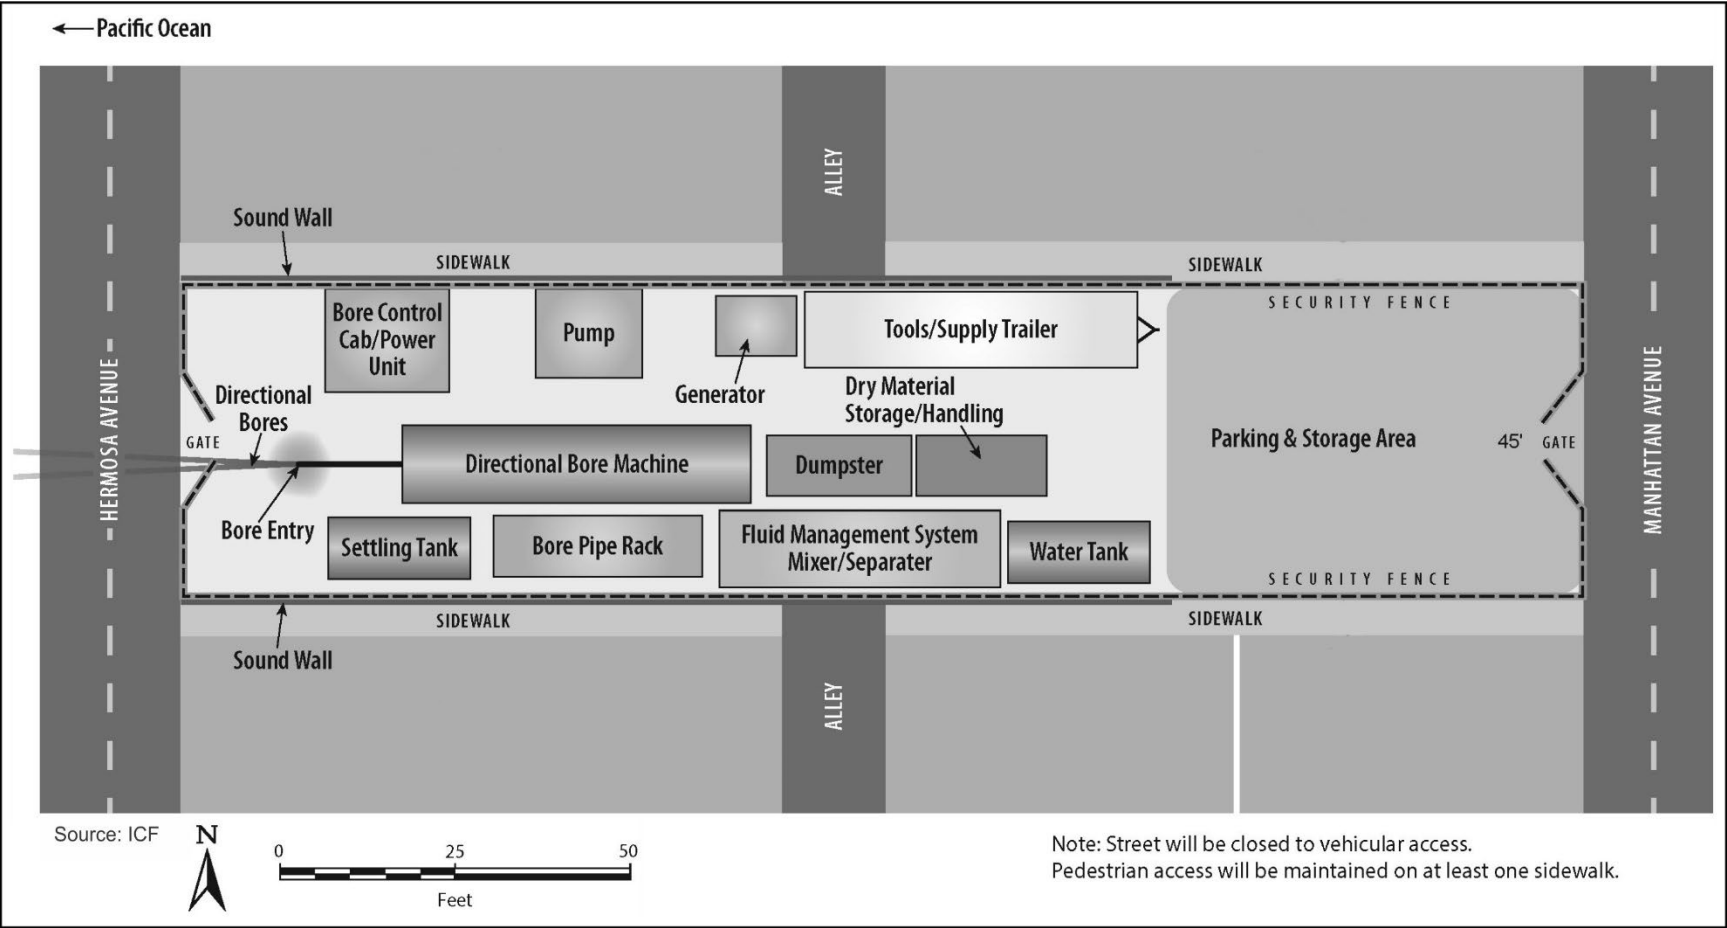 Pacific Ocean
ALLEY
Sound Wall
SIDEWALK
SIDEWALK
SECURITY FENCE
Bore Control
Cab/Power
Unit
Pump
Tools/Supply Trailer
Generator
Dry Material
Storage/Handling
Directional
Bores
HERMOSA AVENUE
GATE
Directional Bore Machine
Dumpster
Parking & Storage Area
45'
GATE
MANHATTAN AVENUE
Bore Entry
Settling Tank
Bore Pipe Rack
Fluid Management System
Mixer/Separater
Water Tank
SECURITY FENCE
SIDEWALK
SIDEWALK
Sound Wall
ALLEY
Source: ICF
N
0 25 50
Feet
Note: Street will be closed to vehicular access.
Pedestrian access will be maintained on at least one sidewalk.